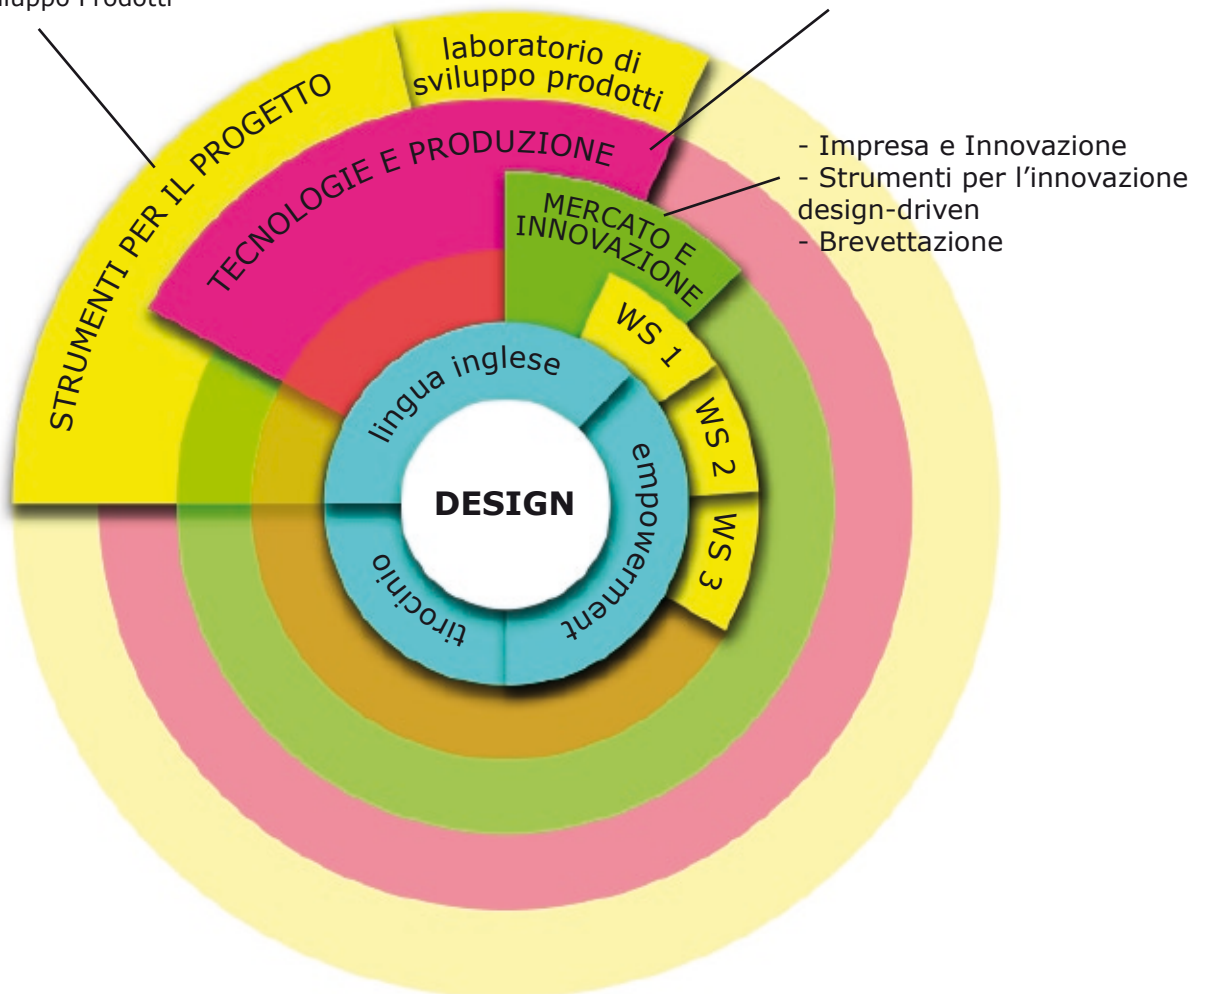 Prodotti
laboratorio di
sviluppo prodotti
STRUMENTI PER IL PROGETTO
TECNOLOGIE E PRODUZIONE
- Impresa e Innovazione
- Strumenti per l’innovazione
design-driven
- Brevettazione
MERCATO E
INNOVAZIONE
WS 1
lingua inglese
WS 2
empowerment
DESIGN
WS 3
tirocinio